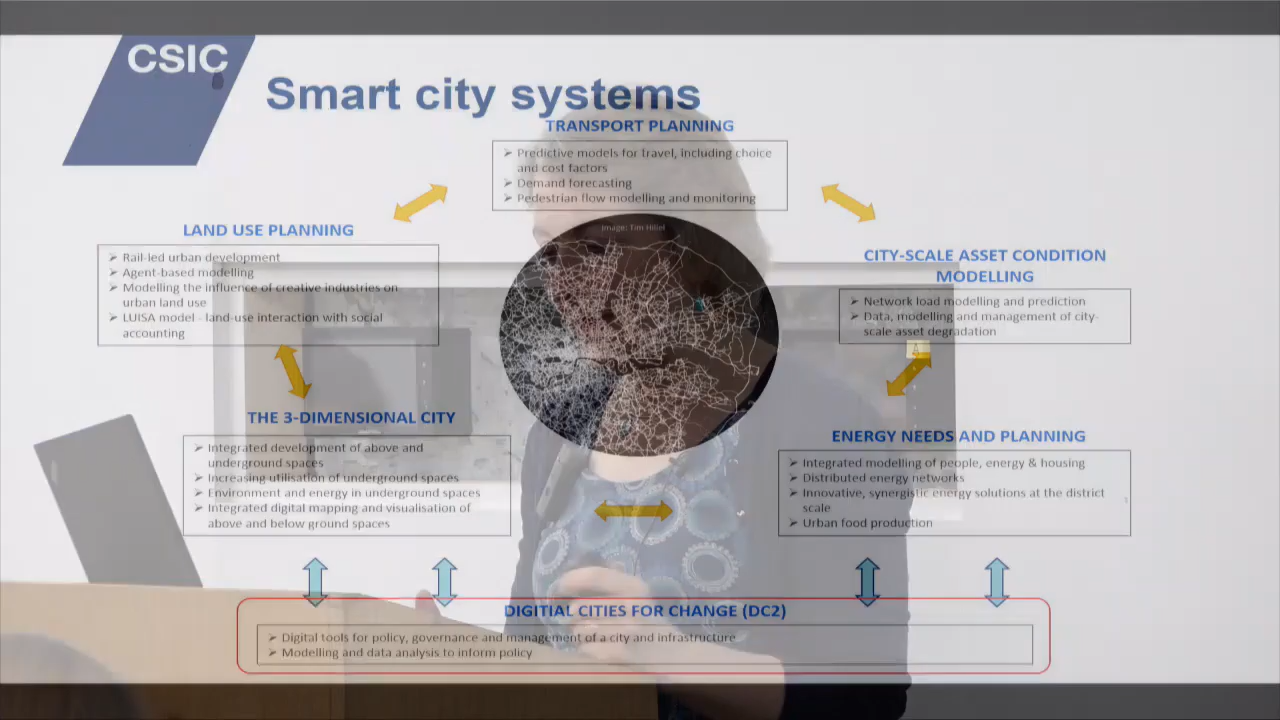 CSIC
Smart city systems
TRANSPORT PLANNING
➢ Predictive models for travel, including choice
and cost factors
➢ Demand forecasting
➢ Pedestrian flow modelling and monitoring
LAND USE PLANNING
➢ Rail-led urban development
➢ Agent-based modelling
➢ Modelling the influence of creative industries on
urban land use
➢ LUISA model - land-use interaction with social
accounting
Image: Tim Hillel
CITY-SCALE ASSET CONDITION
MODELLING
➢ Network load modelling and prediction
➢ Data, modelling and management of city-
scale asset degradation
THE 3-DIMENSIONAL CITY
➢ Integrated development of above and
underground spaces
➢ Increasing utilisation of underground spaces
➢ Environment and energy in underground spaces
➢ Integrated digital mapping and visualisation of
above and below ground spaces
ENERGY NEEDS AND PLANNING
➢ Integrated modelling of people, energy & housing
➢ Distributed energy networks
➢ Innovative, synergistic energy solutions at the district
scale
➢ Urban food production
DIGITIAL CITIES FOR CHANGE (DC2)
➢ Digital tools for policy, governance and management of a city and infrastructure
➢ Modelling and data analysis to inform policy